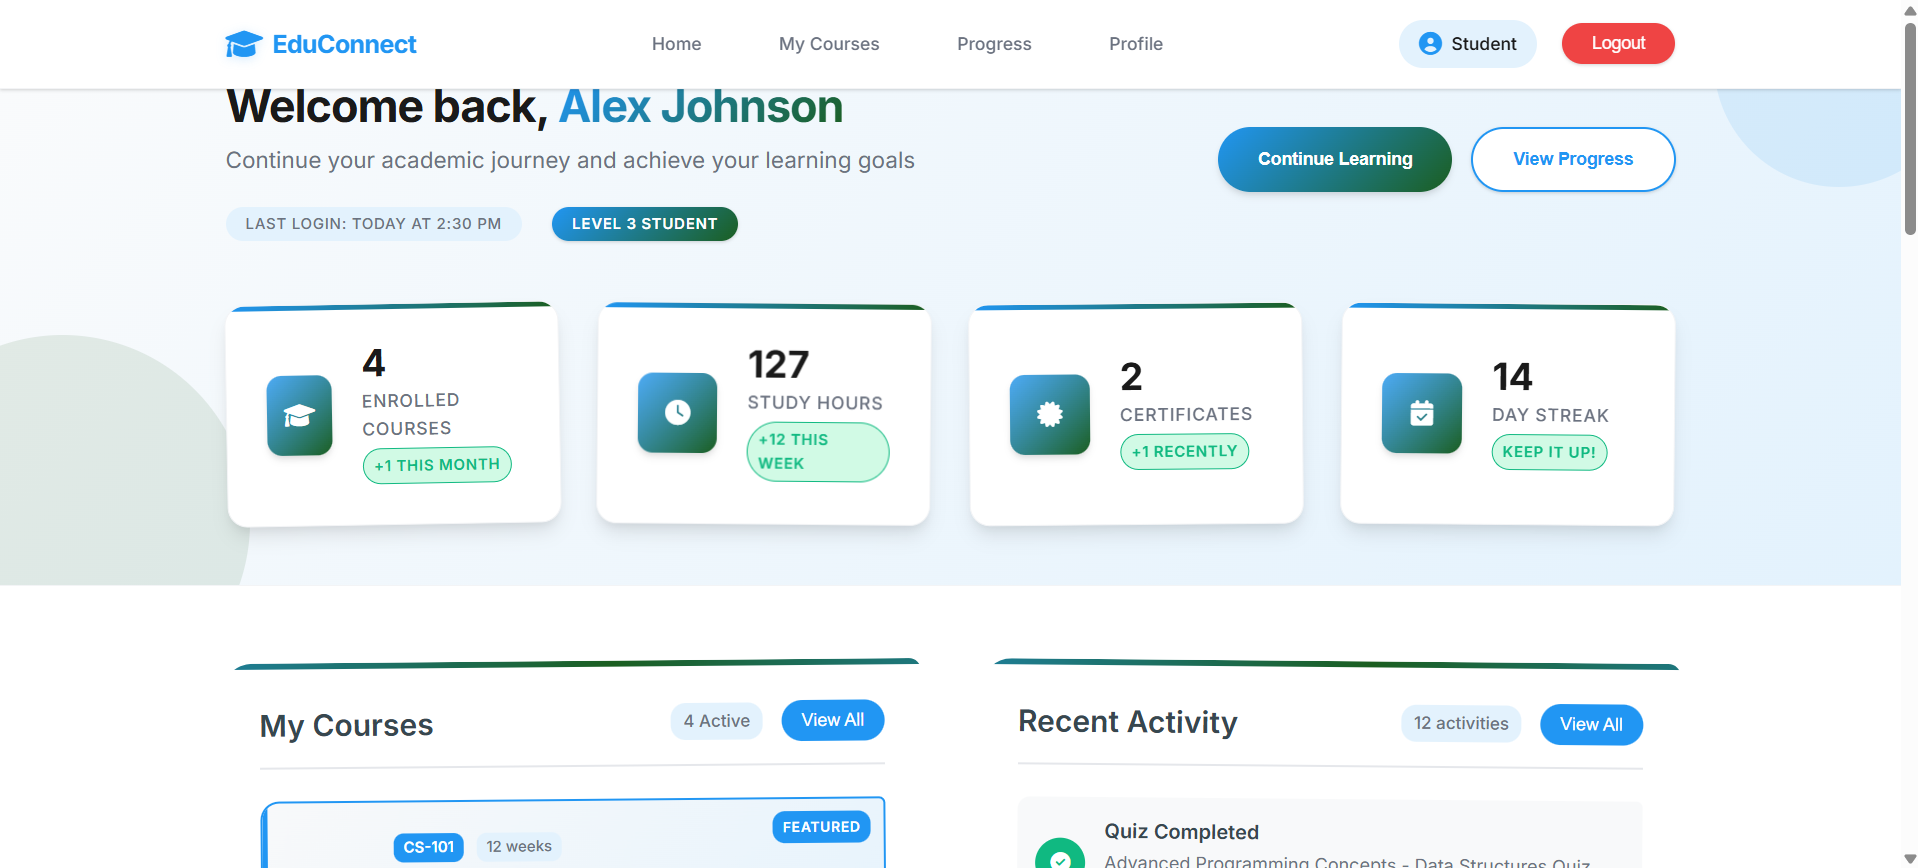 EduConnect
Home
My Courses
Progress
Profile
Student
Logout
Welcome back, Alex Johnson
Continue your academic journey and achieve your learning goals
Continue Learning
View Progress
LAST LOGIN: TODAY AT 2:30 PM
LEVEL 3 STUDENT
4
ENROLLED
COURSES
+1 THIS MONTH
127
STUDY HOURS
+12 THIS
WEEK
2
CERTIFICATES
+1 RECENTLY
14
DAY STREAK
KEEP IT UP!
My Courses
4 Active
View All
FEATURED
CS-101
12 weeks
Recent Activity
12 activities
View All
Quiz Completed
Advanced Programming Concepts - Data Structures Quiz